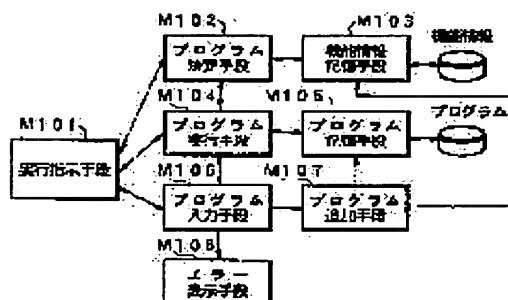 M102
プログラム
決定手段
M103
機能情報
記憶手段
機能情報
M104
プログラム
実行手段
M105
プログラム
記憶手段
プログラム
M101
実行指示手段
M106
プログラム
入力手段
M107
プログラム
追加手段
M108
エラー
表示手段